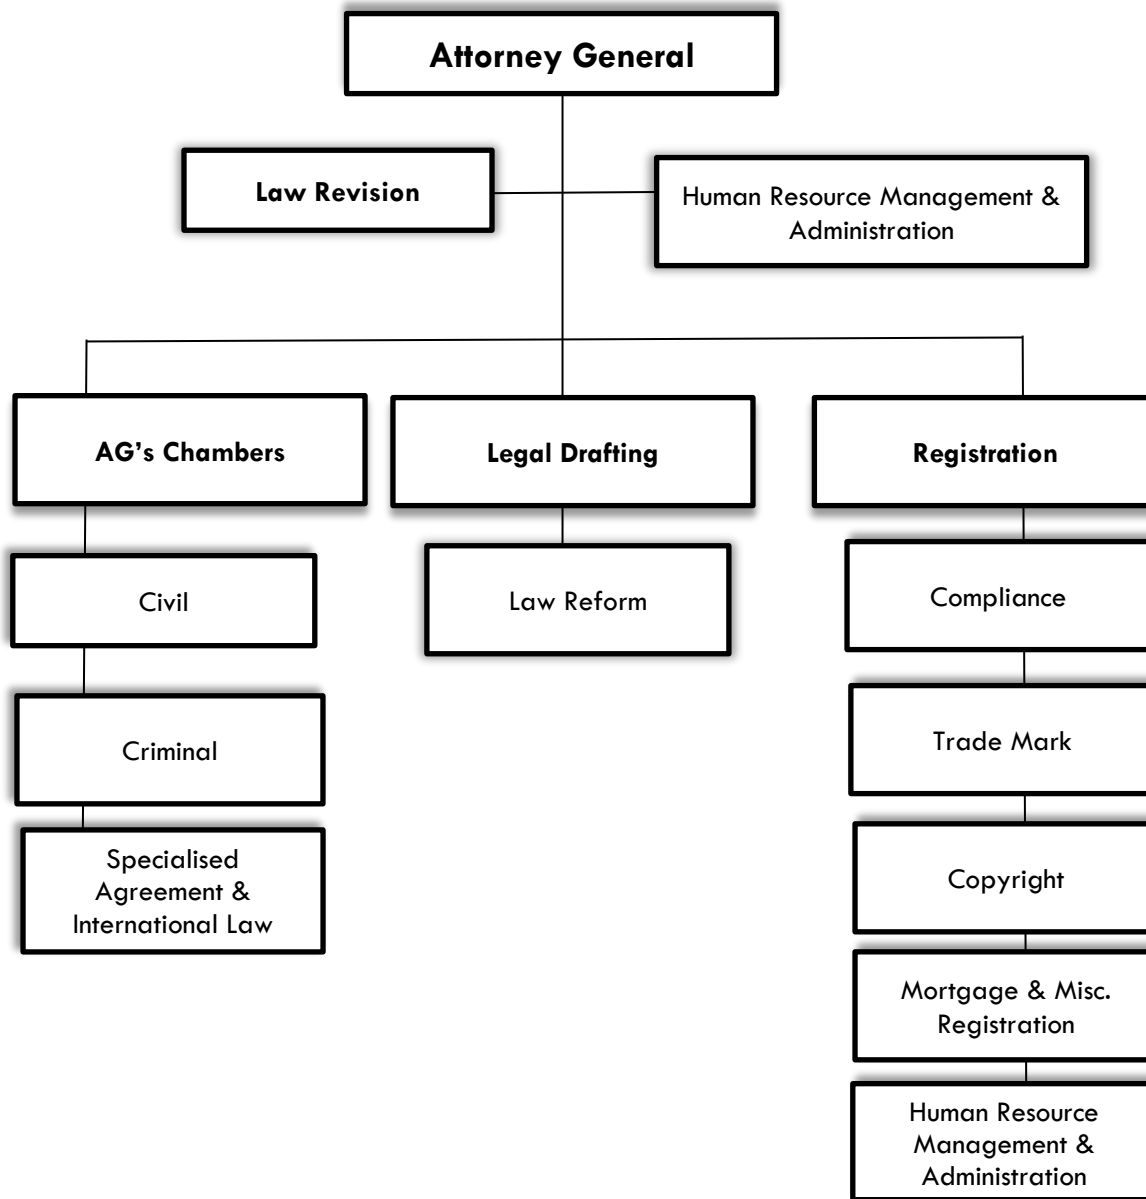 Attorney General
Law Revision
Human Resource Management &
Administration
AG’s Chambers
Legal Drafting
Registration
Civil
Law Reform
Compliance
Criminal
Trade Mark
Specialised
Agreement &
International Law
Copyright
Mortgage & Misc.
Registration
Human Resource
Management &
Administration